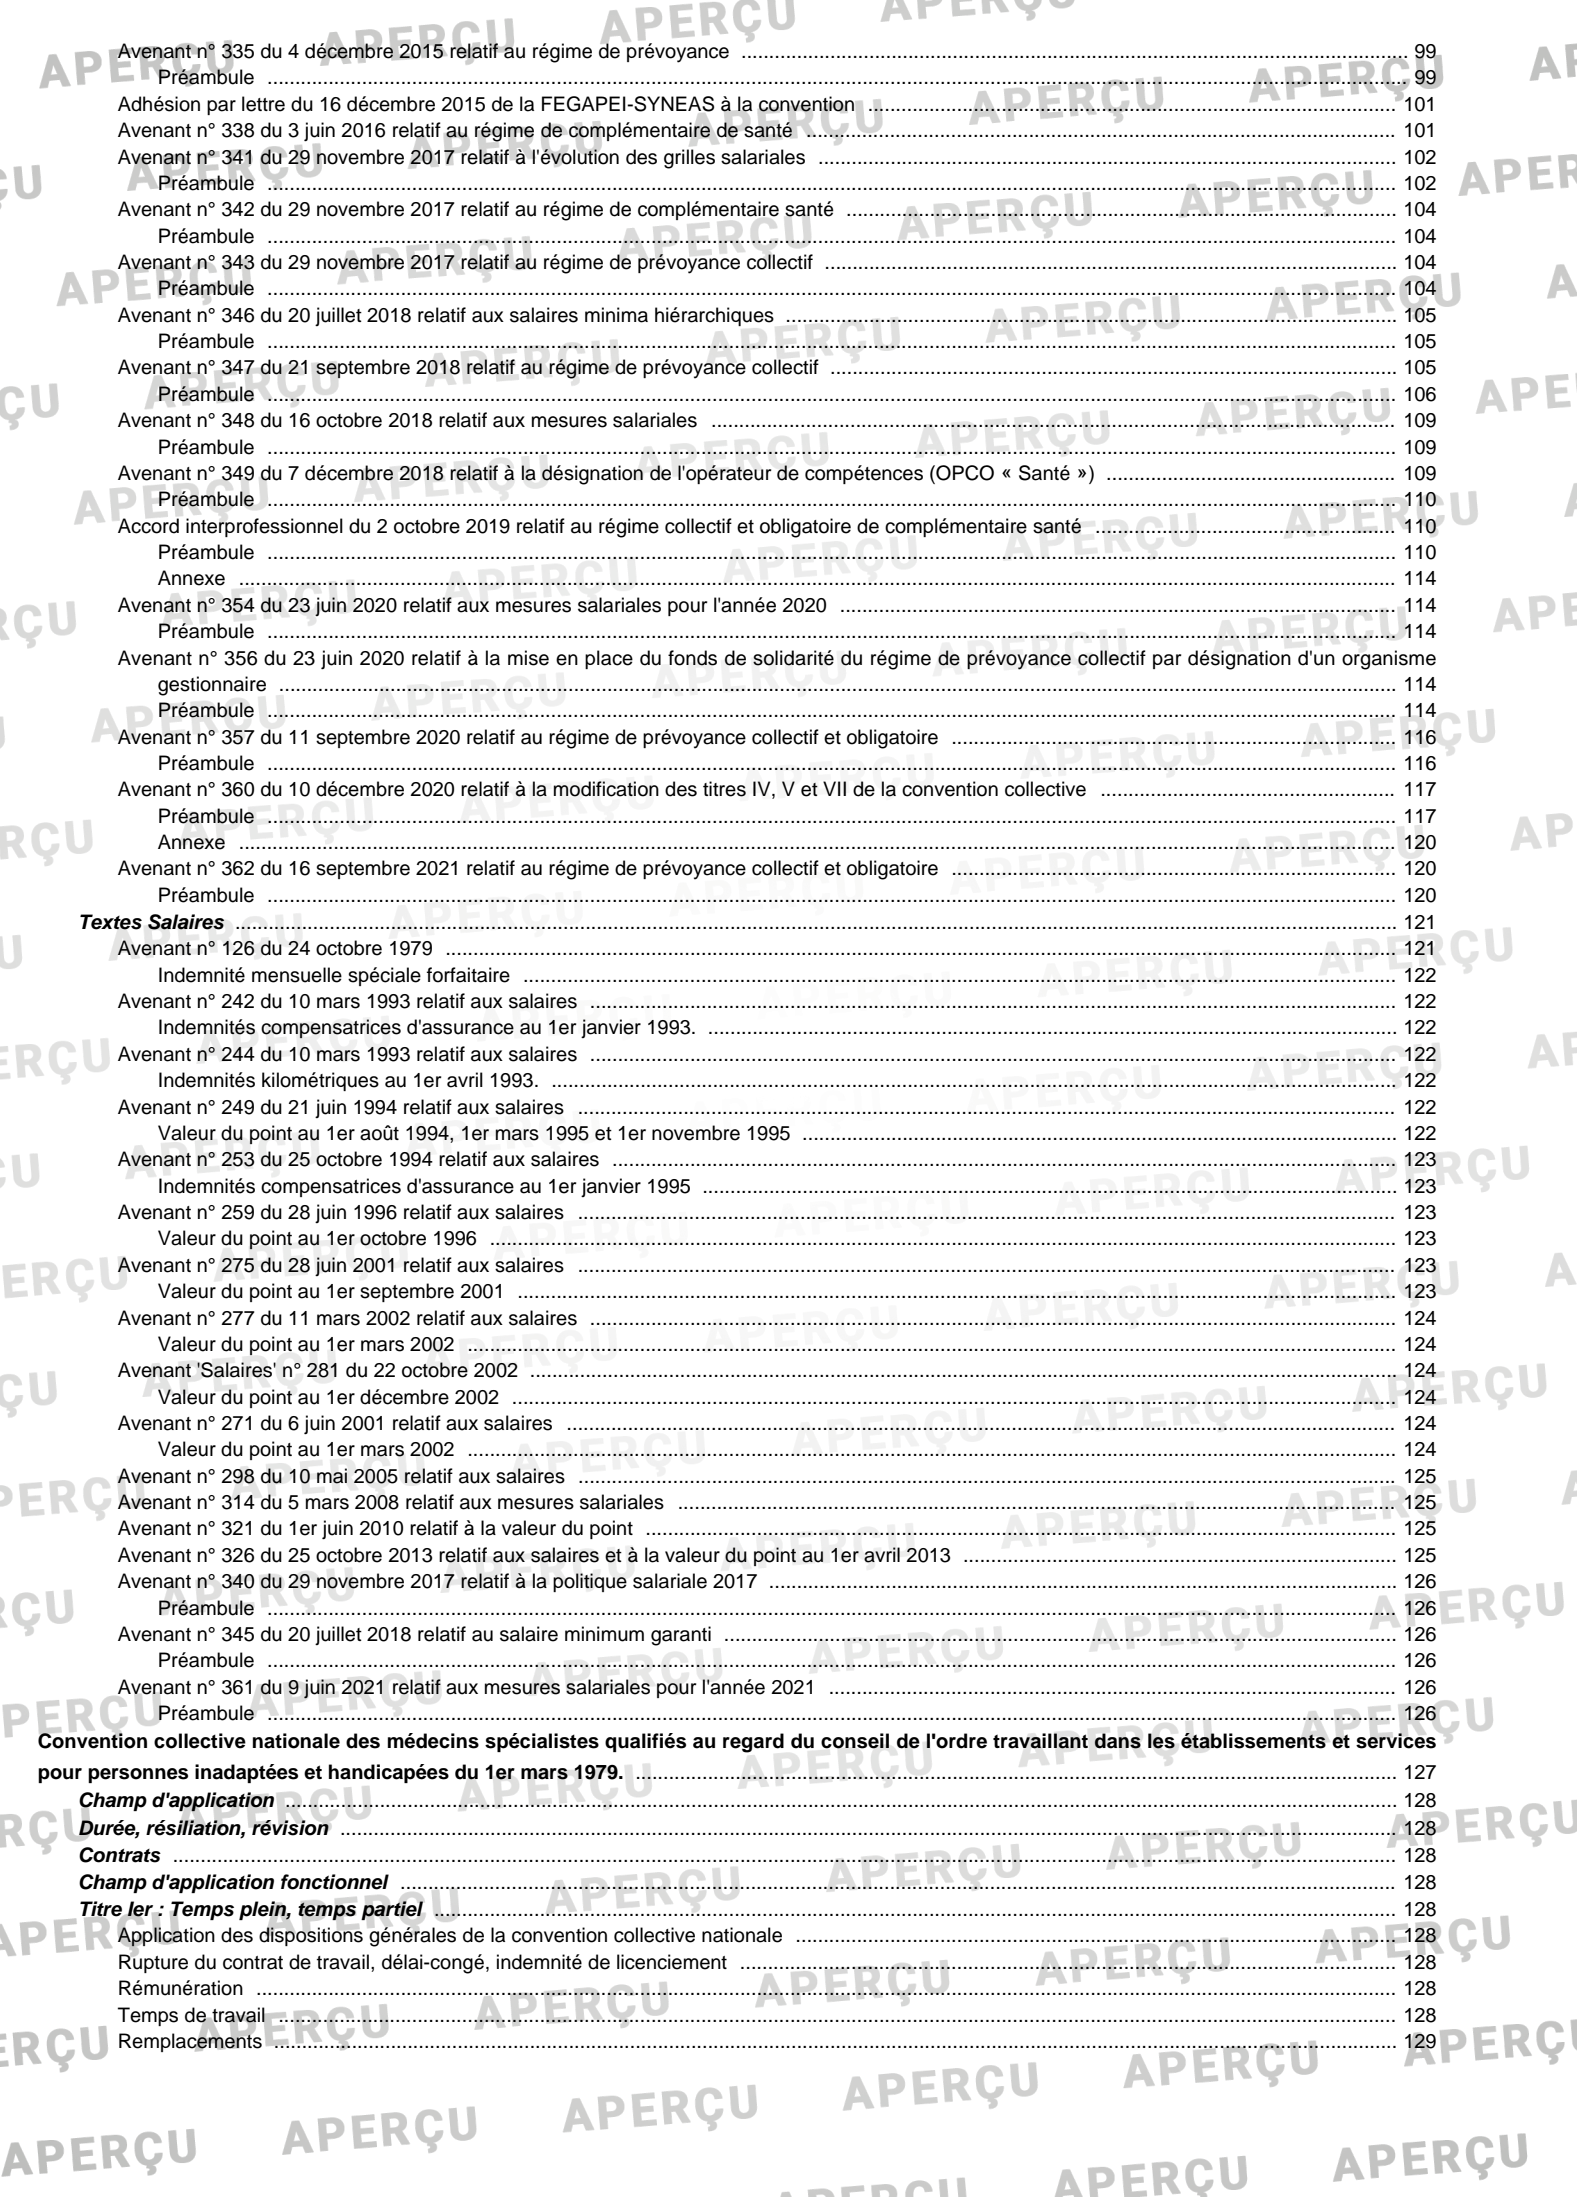 Avenant n° 335 du 4 décembre 2015 relatif au régime de prévoyance ... 99
Préambule ... 99
Adhésion par lettre du 16 décembre 2015 de la FEGAPEI-SYNEAS à la convention ... 101
Avenant n° 338 du 3 juin 2016 relatif au régime de complémentaire de santé ... 101
Avenant n° 341 du 29 novembre 2017 relatif à l'évolution des grilles salariales ... 102
Préambule ... 102
Avenant n° 342 du 29 novembre 2017 relatif au régime de complémentaire santé ... 104
Préambule ... 104
Avenant n° 343 du 29 novembre 2017 relatif au régime de prévoyance collectif ... 104
Préambule ... 104
Avenant n° 346 du 20 juillet 2018 relatif aux salaires minima hiérarchiques ... 105
Préambule ... 105
Avenant n° 347 du 21 septembre 2018 relatif au régime de prévoyance collectif ... 105
Préambule ... 106
Avenant n° 348 du 16 octobre 2018 relatif aux mesures salariales ... 109
Préambule ... 109
Avenant n° 349 du 7 décembre 2018 relatif à la désignation de l'opérateur de compétences (OPCO « Santé ») ... 109
Préambule ... 110
Accord interprofessionnel du 2 octobre 2019 relatif au régime collectif et obligatoire de complémentaire santé ... 110
Préambule ... 110
Annexe ... 114
Avenant n° 354 du 23 juin 2020 relatif aux mesures salariales pour l'année 2020 ... 114
Préambule ... 114
Avenant n° 356 du 23 juin 2020 relatif à la mise en place du fonds de solidarité du régime de prévoyance collectif par désignation d'un organisme
gestionnaire ... 114
Préambule ... 114
Avenant n° 357 du 11 septembre 2020 relatif au régime de prévoyance collectif et obligatoire ... 116
Préambule ... 116
Avenant n° 360 du 10 décembre 2020 relatif à la modification des titres IV, V et VII de la convention collective ... 117
Préambule ... 117
Annexe ... 120
Avenant n° 362 du 16 septembre 2021 relatif au régime de prévoyance collectif et obligatoire ... 120
Préambule ... 120
Textes Salaires ... 121
Avenant n° 126 du 24 octobre 1979 ... 121
Indemnité mensuelle spéciale forfaitaire ... 122
Avenant n° 242 du 10 mars 1993 relatif aux salaires ... 122
Indemnités compensatrices d'assurance au 1er janvier 1993. ... 122
Avenant n° 244 du 10 mars 1993 relatif aux salaires ... 122
Indemnités kilométriques au 1er avril 1993. ... 122
Avenant n° 249 du 21 juin 1994 relatif aux salaires ... 122
Valeur du point au 1er août 1994, 1er mars 1995 et 1er novembre 1995 ... 122
Avenant n° 253 du 25 octobre 1994 relatif aux salaires ... 123
Indemnités compensatrices d'assurance au 1er janvier 1995 ... 123
Avenant n° 259 du 28 juin 1996 relatif aux salaires ... 123
Valeur du point au 1er octobre 1996 ... 123
Avenant n° 275 du 28 juin 2001 relatif aux salaires ... 123
Valeur du point au 1er septembre 2001 ... 123
Avenant n° 277 du 11 mars 2002 relatif aux salaires ... 124
Valeur du point au 1er mars 2002 ... 124
Avenant 'Salaires' n° 281 du 22 octobre 2002 ... 124
Valeur du point au 1er décembre 2002 ... 124
Avenant n° 271 du 6 juin 2001 relatif aux salaires ... 124
Valeur du point au 1er mars 2002 ... 124
Avenant n° 298 du 10 mai 2005 relatif aux salaires ... 125
Avenant n° 314 du 5 mars 2008 relatif aux mesures salariales ... 125
Avenant n° 321 du 1er juin 2010 relatif à la valeur du point ... 125
Avenant n° 326 du 25 octobre 2013 relatif aux salaires et à la valeur du point au 1er avril 2013 ... 125
Avenant n° 340 du 29 novembre 2017 relatif à la politique salariale 2017 ... 126
Préambule ... 126
Avenant n° 345 du 20 juillet 2018 relatif au salaire minimum garanti ... 126
Préambule ... 126
Avenant n° 361 du 9 juin 2021 relatif aux mesures salariales pour l'année 2021 ... 126
Préambule ... 126
Convention collective nationale des médecins spécialistes qualifiés au regard du conseil de l'ordre travaillant dans les établissements et services
pour personnes inadaptées et handicapées du 1er mars 1979. ... 127
Champ d'application ... 128
Durée, résiliation, révision ... 128
Contrats ... 128
Champ d'application fonctionnel ... 128
Titre Ier : Temps plein, temps partiel ... 128
Application des dispositions générales de la convention collective nationale ... 128
Rupture du contrat de travail, délai-congé, indemnité de licenciement ... 128
Rémunération ... 128
Temps de travail ... 128
Remplacements ... 129
APERÇU